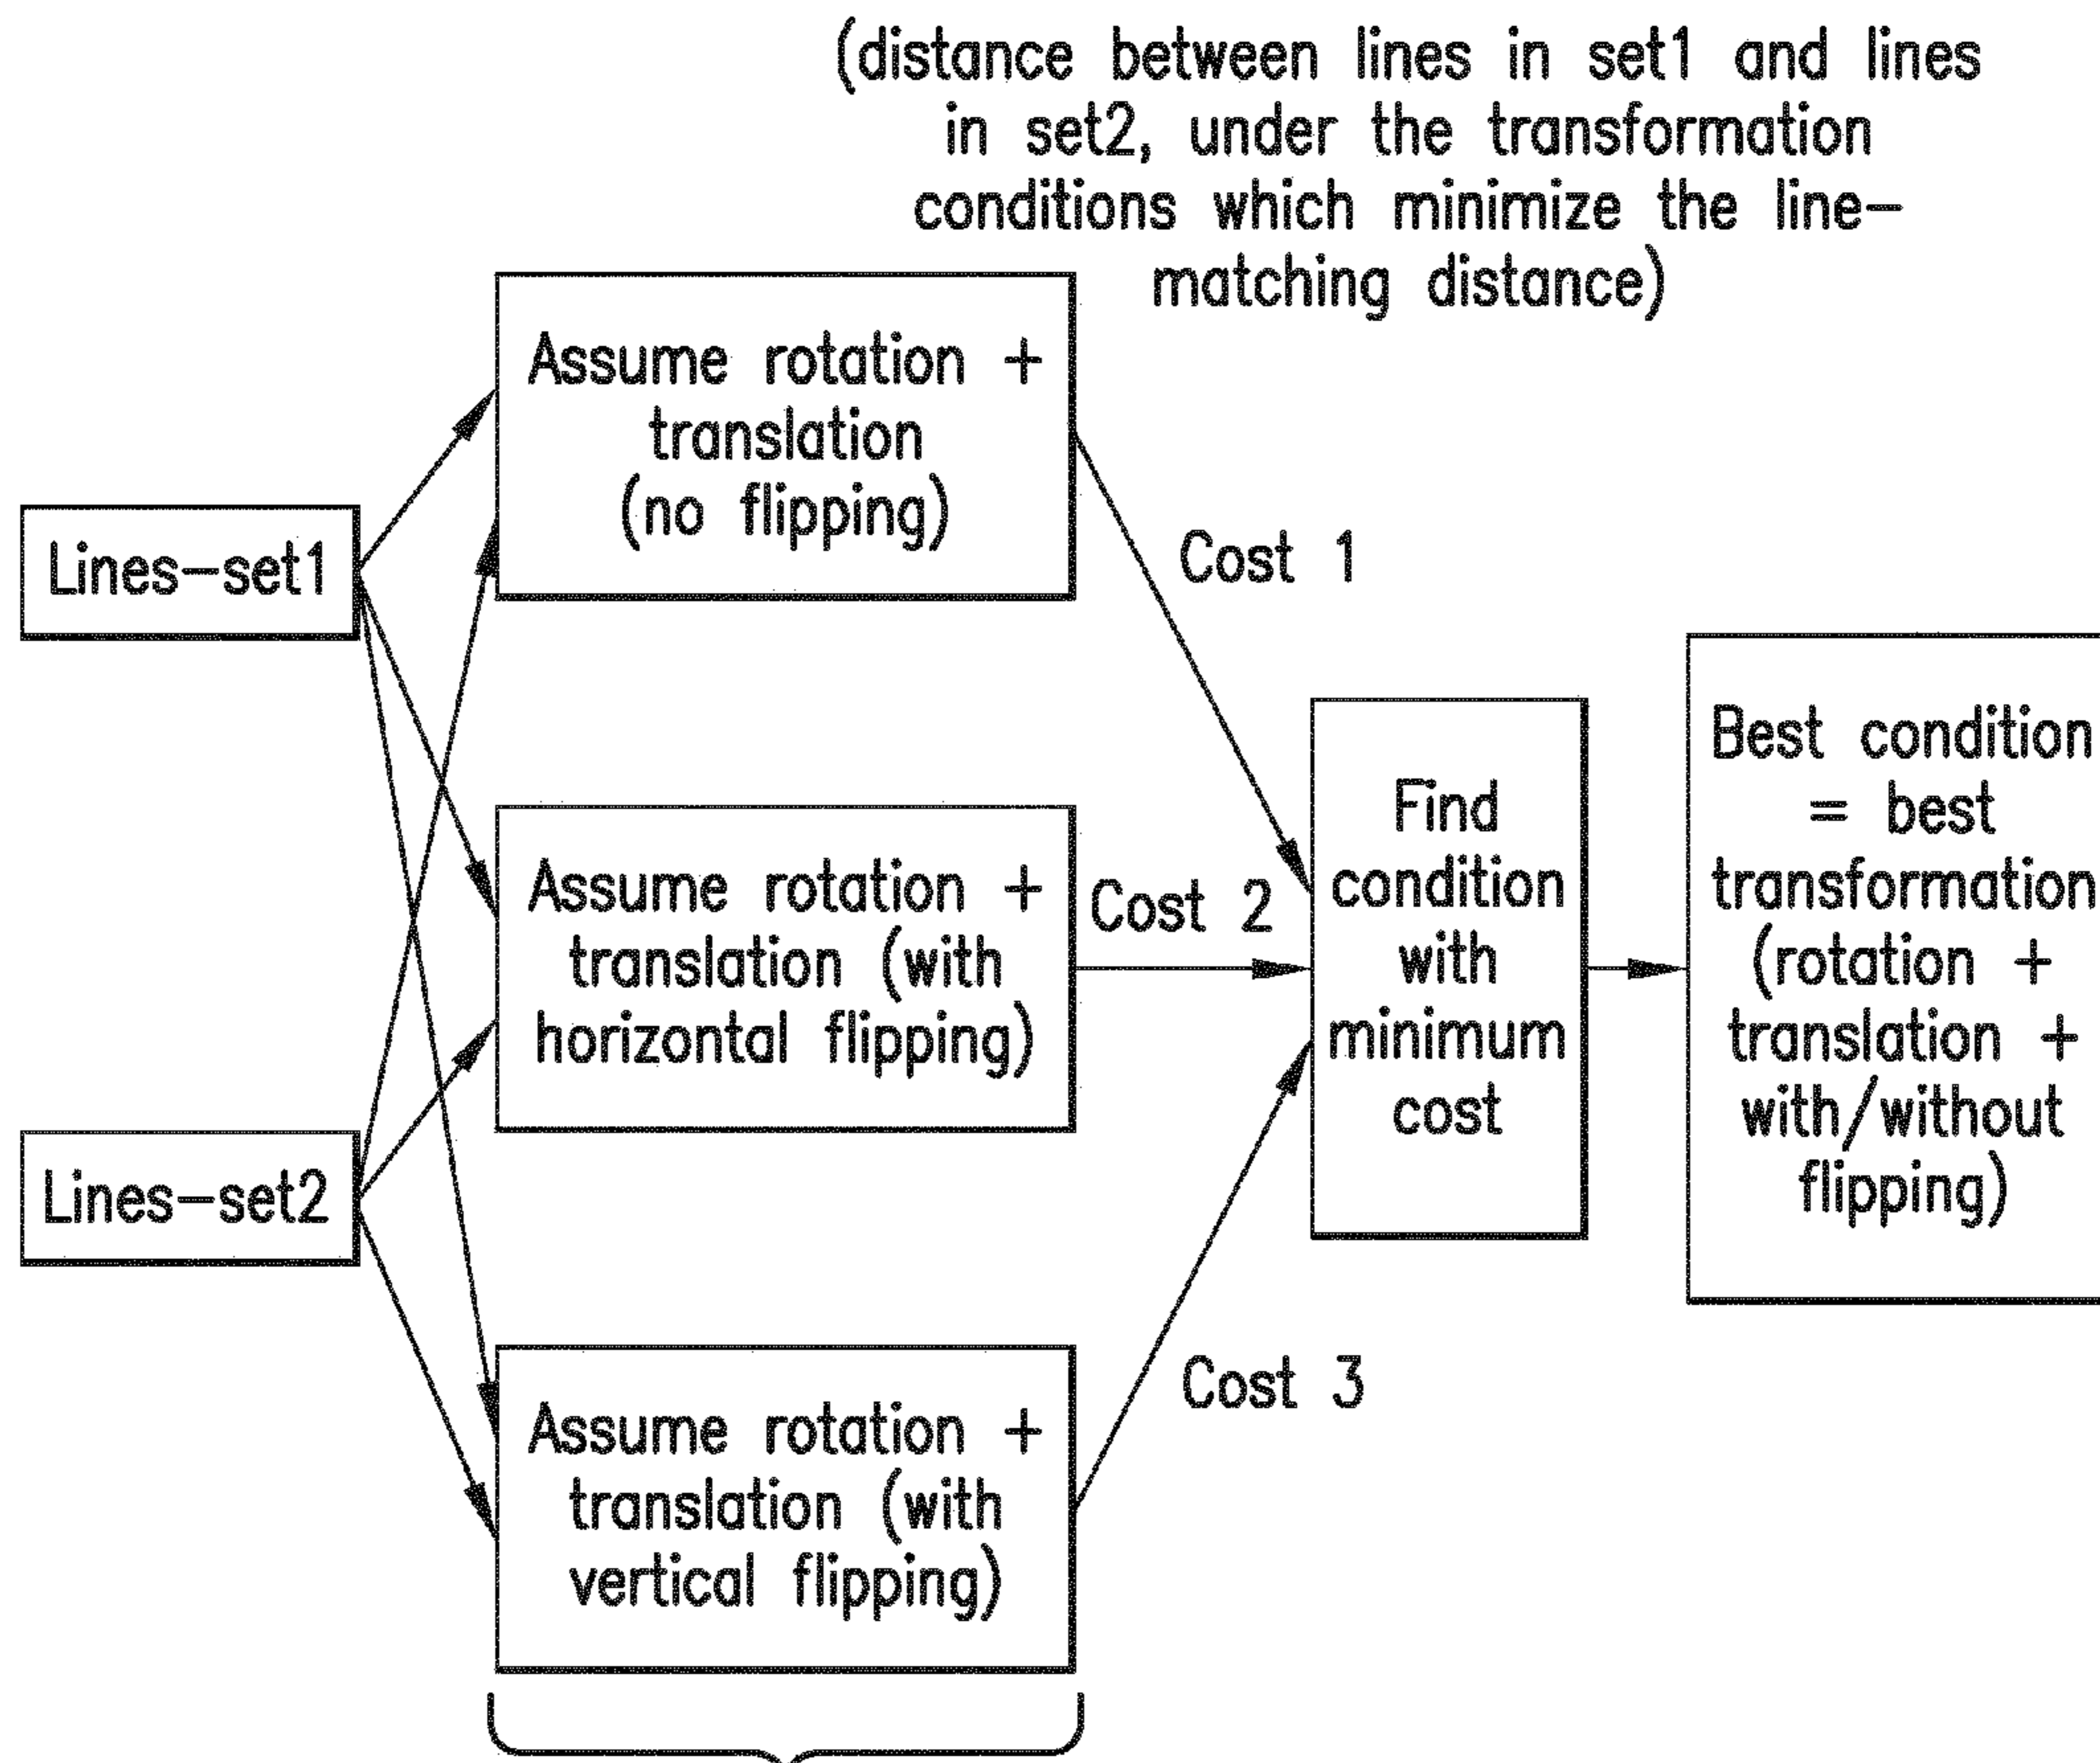 (distance between lines in set1 and lines
in set2, under the transformation
conditions which minimize the line-
matching distance)
Assume rotation +
translation
(no flipping)
Lines-set1
Cost 1
Assume rotation +
translation (with
horizontal flipping)
Cost 2
Find
condition
with
minimum
cost
Best condition
= best
transformation
(rotation +
translation +
with/without
flipping)
Lines-set2
Assume rotation +
translation (with
vertical flipping)
Cost 3